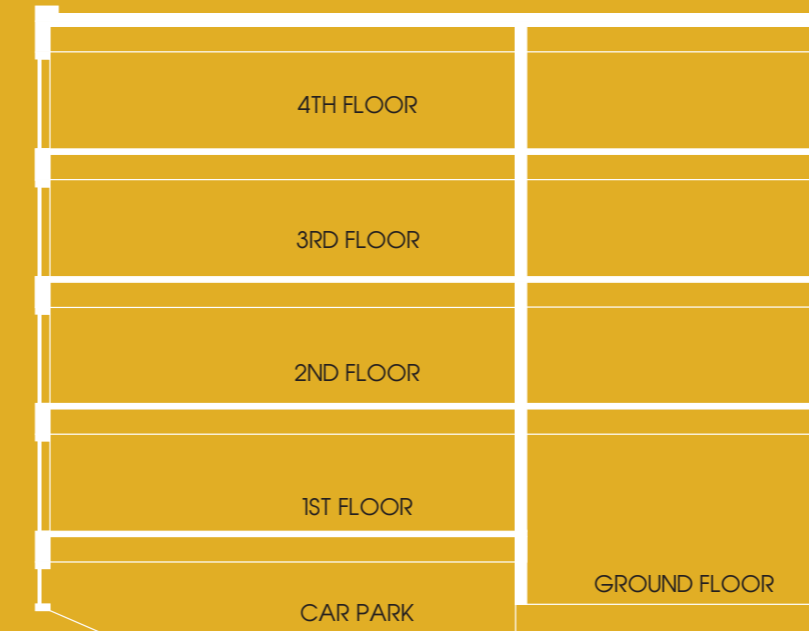 4TH FLOOR
3RD FLOOR
2ND FLOOR
1ST FLOOR
GROUND FLOOR
CAR PARK